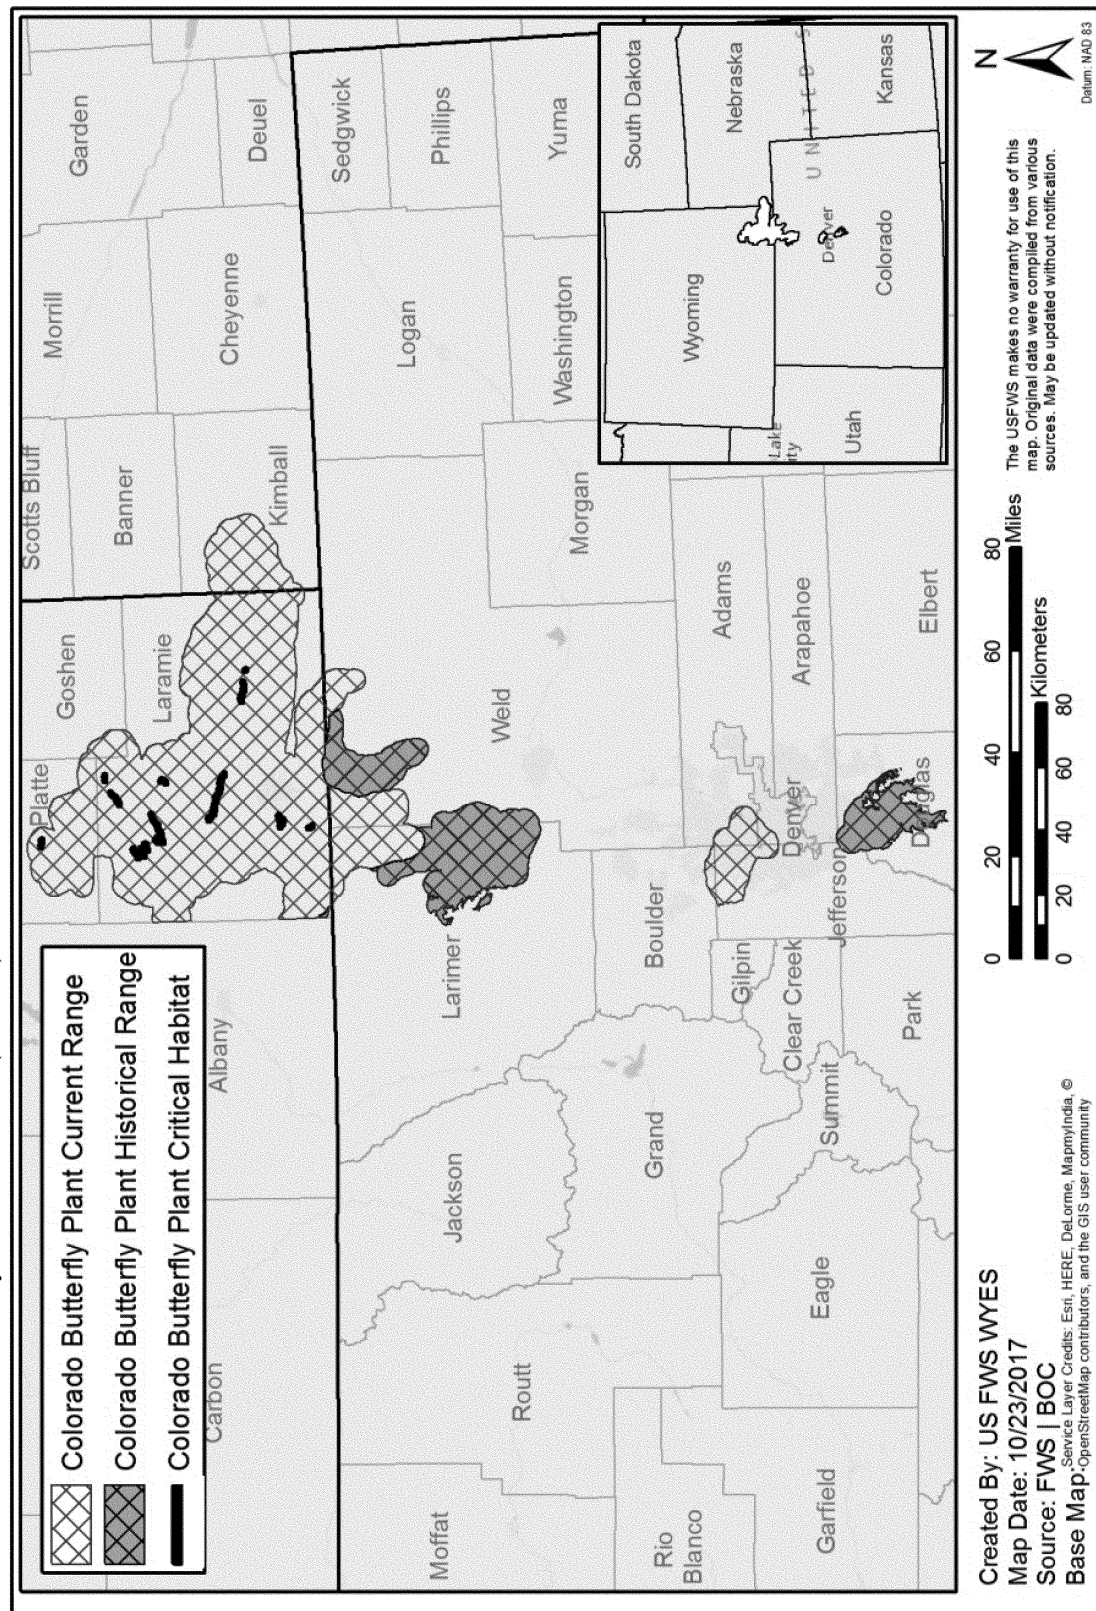 Colorado Butterfly Plant Current Range
Colorado Butterfly Plant Historical Range
Colorado Butterfly Plant Critical Habitat
Platte
Goshen
Scotts Bluff
Morrill
Garden
Laramie
Banner
Kimball
Cheyenne
Deuel
Carbon
Albany
Sedgwick
Phillips
Logan
Yuma
Washington
Morgan
Weld
Larimer
Jackson
Moffat
Routt
Rio
Blanco
Grand
Boulder
Gilpin
Adams
Denver
Arapahoe
Clear Creek
Jefferson
Summit
Eagle
Garfield
Park
Douglas
Elbert
South Dakota
Wyoming
Nebraska
UNITED S
Lake
ity
Denver
Utah
Colorado
Kansas
Created By: US FWS WYES
Map Date: 10/23/2017
Source: FWS | BOC
Base Map: Service Layer Credits: Esri, HERE, DeLorme, MapmyIndia, ©
OpenStreetMap contributors, and the GIS user community
0 20 40 60 80
Miles
Kilometers
0 20 40 60 80
The USFWS makes no warranty for use of this
map. Original data were compiled from various
sources. May be updated without notification.
N
Datum: NAD 83